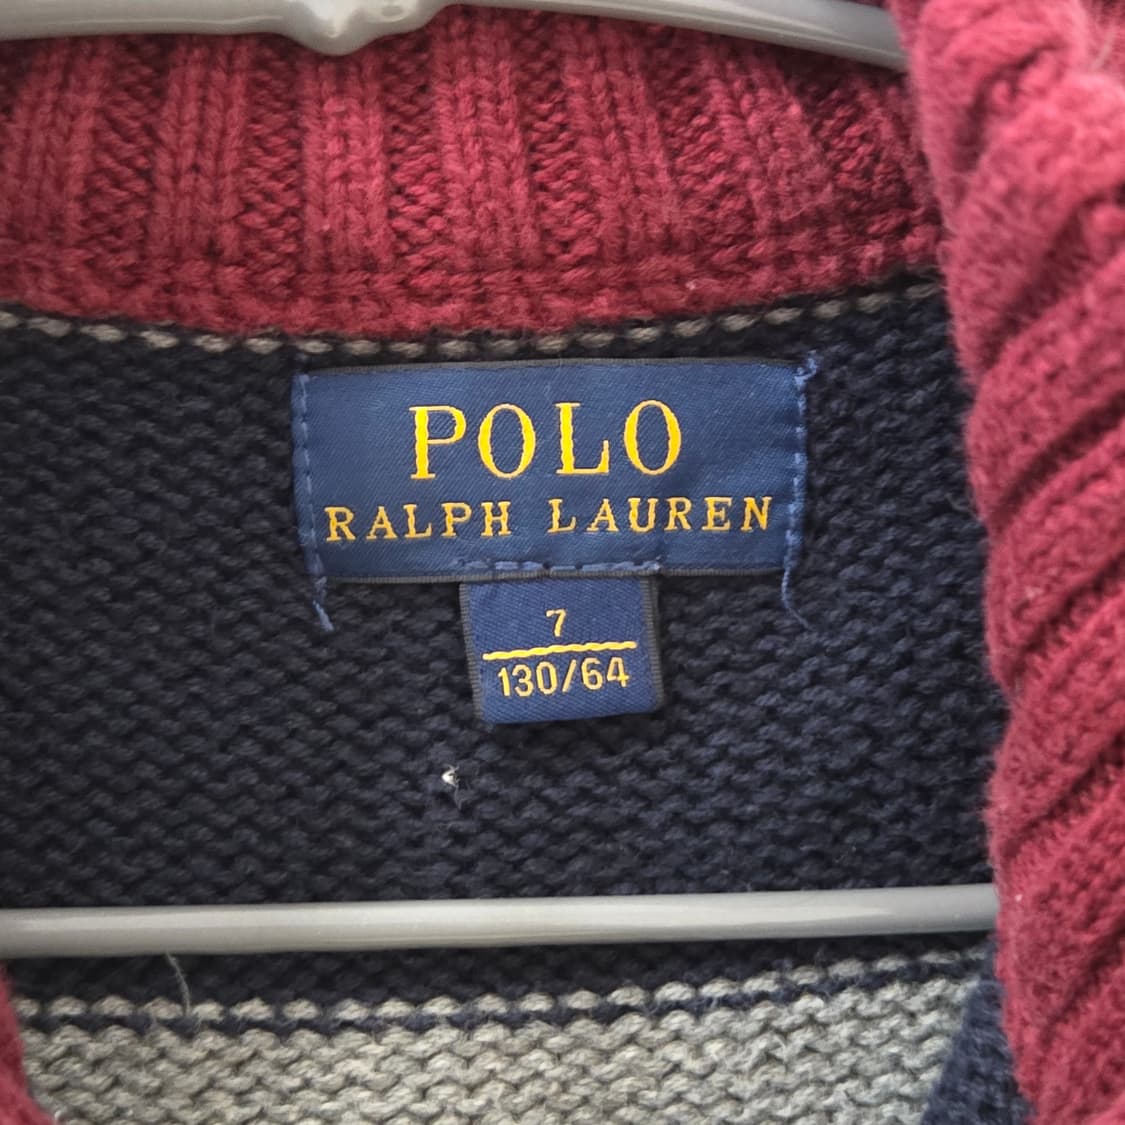 POLO
RALPH LAUREN
7
130/64